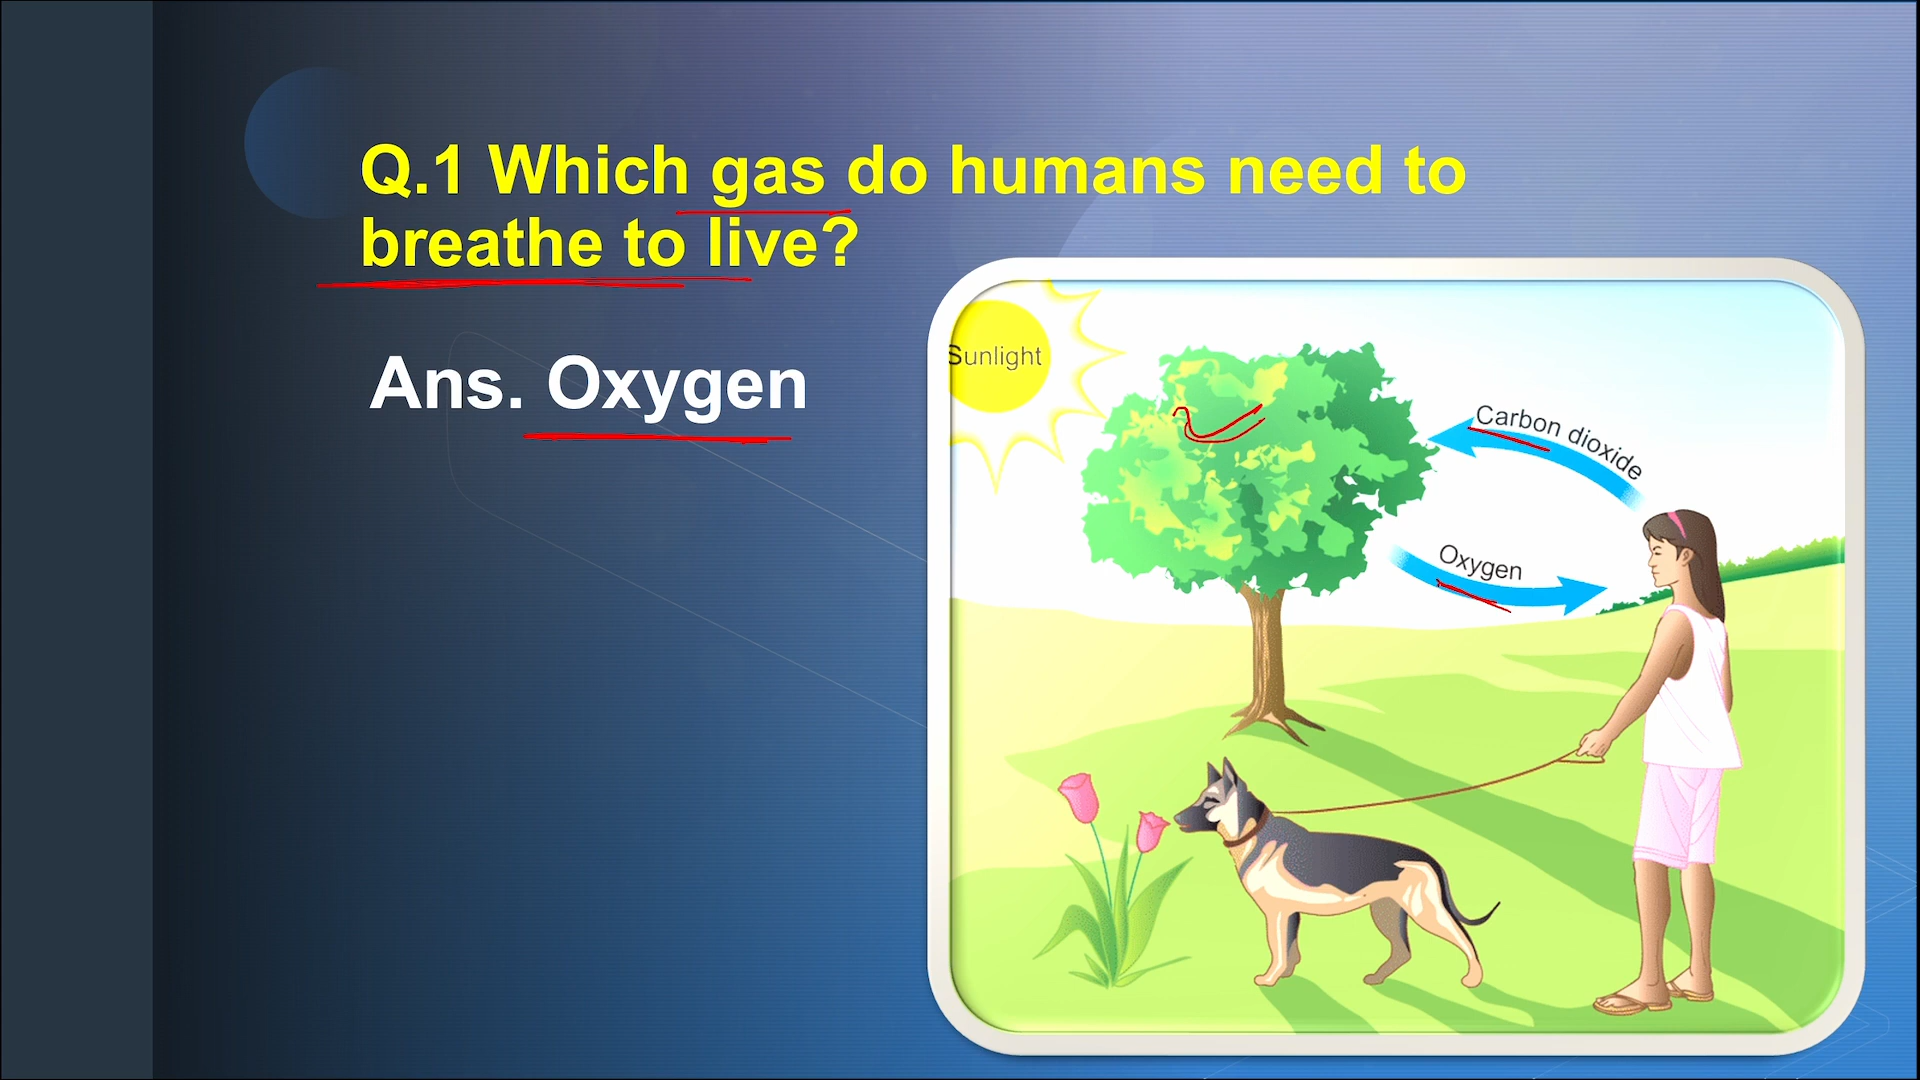 Q.1 Which gas do humans need to
breathe to live?
Ans. Oxygen
Sunlight
Carbon dioxide
Oxygen